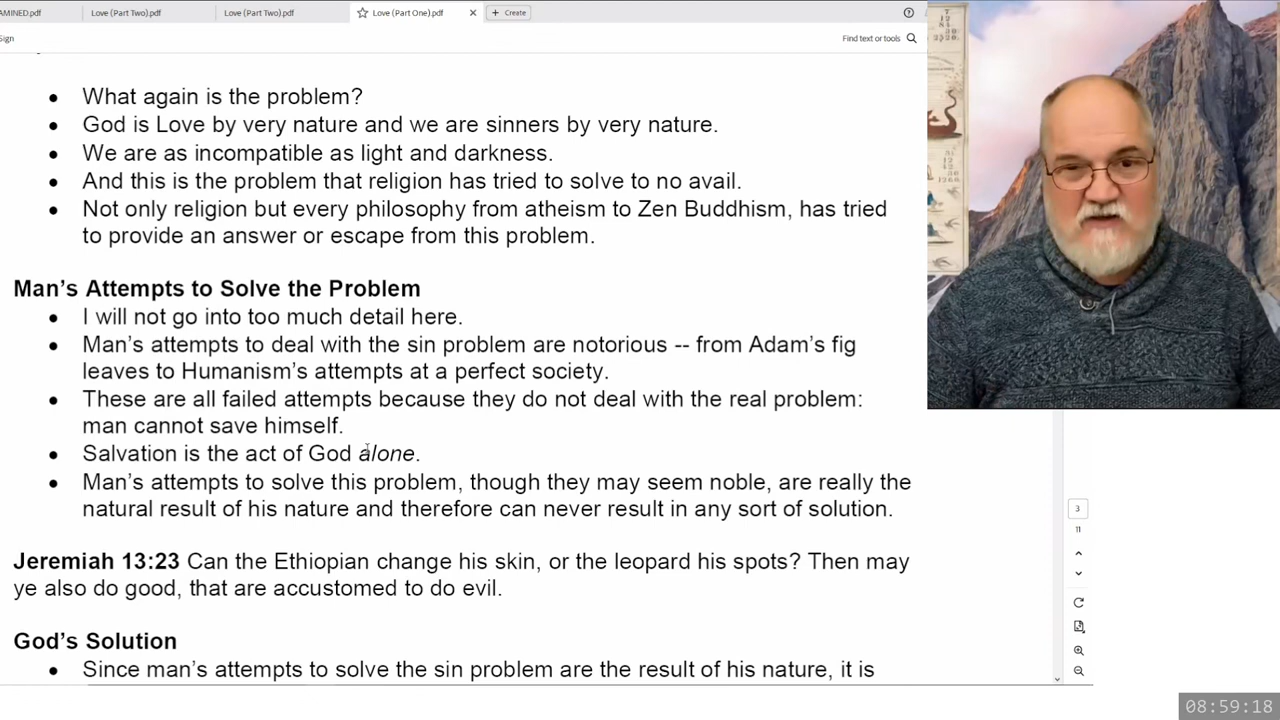 AMINED.pdf
Love (Part Two).pdf
Love (Part Two).pdf
Love (Part One).pdf
Create
Sign
Find text or tools
• What again is the problem?
• God is Love by very nature and we are sinners by very nature.
• We are as incompatible as light and darkness.
• And this is the problem that religion has tried to solve to no avail.
• Not only religion but every philosophy from atheism to Zen Buddhism, has tried
to provide an answer or escape from this problem.
Man’s Attempts to Solve the Problem
• I will not go into too much detail here.
• Man’s attempts to deal with the sin problem are notorious -- from Adam’s fig
leaves to Humanism’s attempts at a perfect society.
• These are all failed attempts because they do not deal with the real problem:
man cannot save himself.
• Salvation is the act of God alone.
• Man’s attempts to solve this problem, though they may seem noble, are really the
natural result of his nature and therefore can never result in any sort of solution.
Jeremiah 13:23 Can the Ethiopian change his skin, or the leopard his spots? Then may
ye also do good, that are accustomed to do evil.
God’s Solution
• Since man’s attempts to solve the sin problem are the result of his nature, it is
3
11
08:59:18